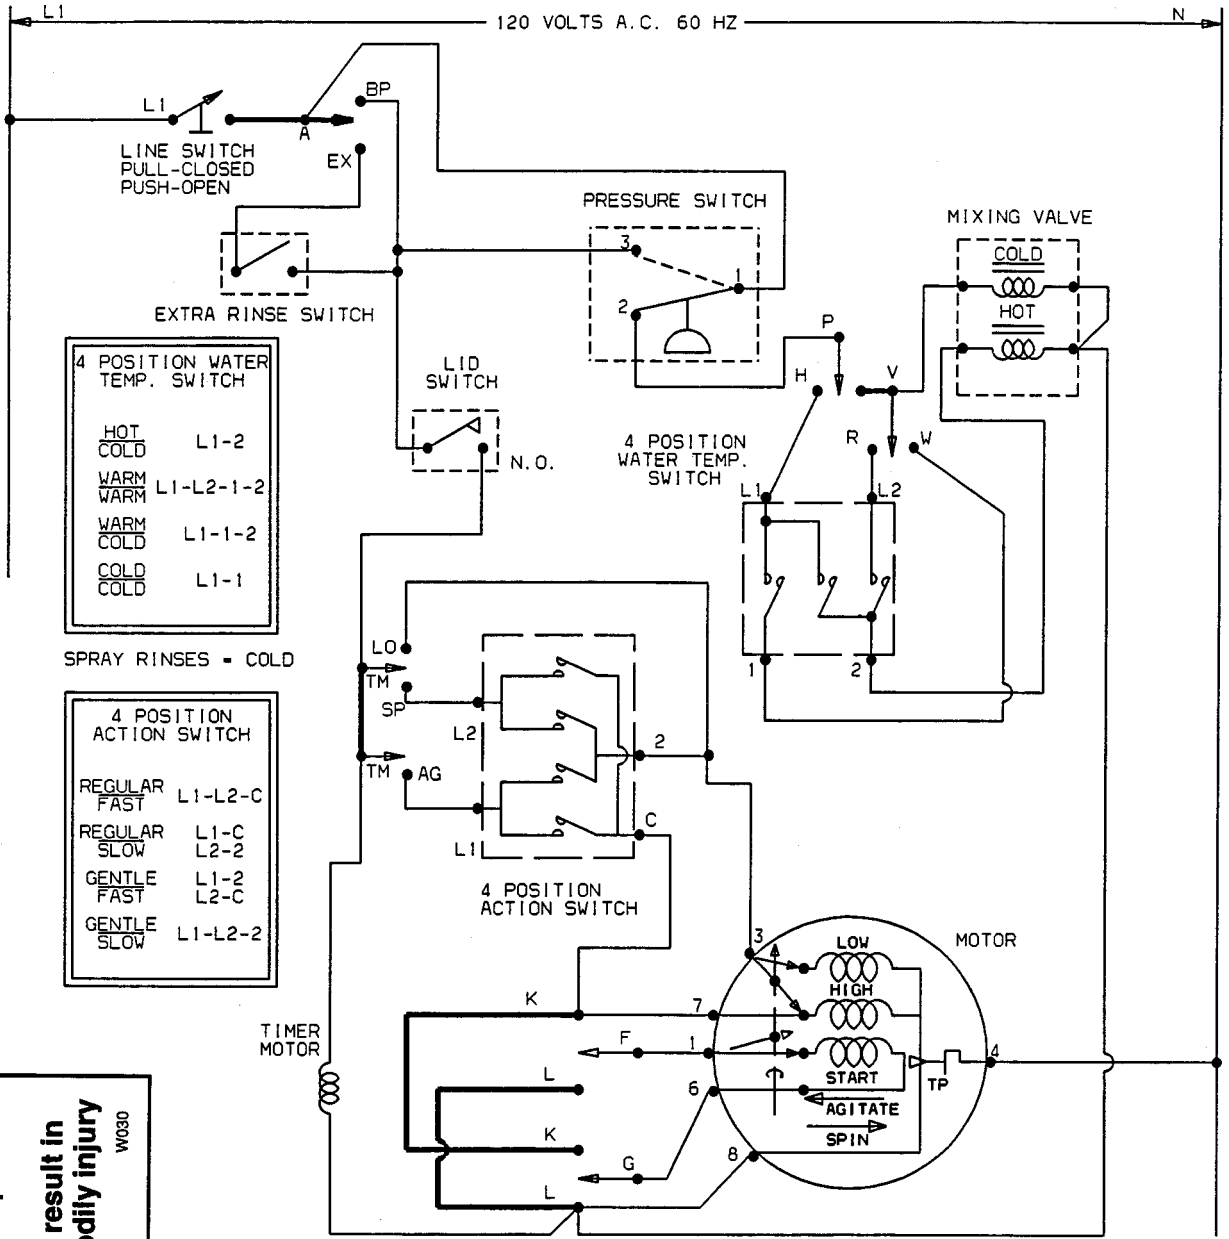 L1
120 VOLTS A.C. 60 HZ
N
L1
A
BP
EX
LINE SWITCH
PULL-CLOSED
PUSH-OPEN
PRESSURE SWITCH
3
1
2
MIXING VALVE
COLD
HOT
EXTRA RINSE SWITCH
P
H
V
R
W
LID
SWITCH
N.O.
4 POSITION
WATER TEMP.
SWITCH
L1
L2
1
2
4 POSITION WATER
TEMP. SWITCH
HOT
COLD
L1-2
WARM
WARM
L1-L2-1-2
WARM
COLD
L1-1-2
COLD
COLD
L1-1
SPRAY RINSES = COLD
LO
TM
SP
L2
2
TM
AG
L1
C
4 POSITION
ACTION SWITCH
4 POSITION
ACTION SWITCH
REGULAR
FAST
L1-L2-C
REGULAR
SLOW
L1-C
L2-2
GENTLE
FAST
L1-2
L2-C
GENTLE
SLOW
L1-L2-2
3
LOW
HIGH
MOTOR
K
7
F
1
START
4
TP
L
6
AGITATE
SPIN
K
8
G
L
TIMER
MOTOR
result in
odily injury
W030